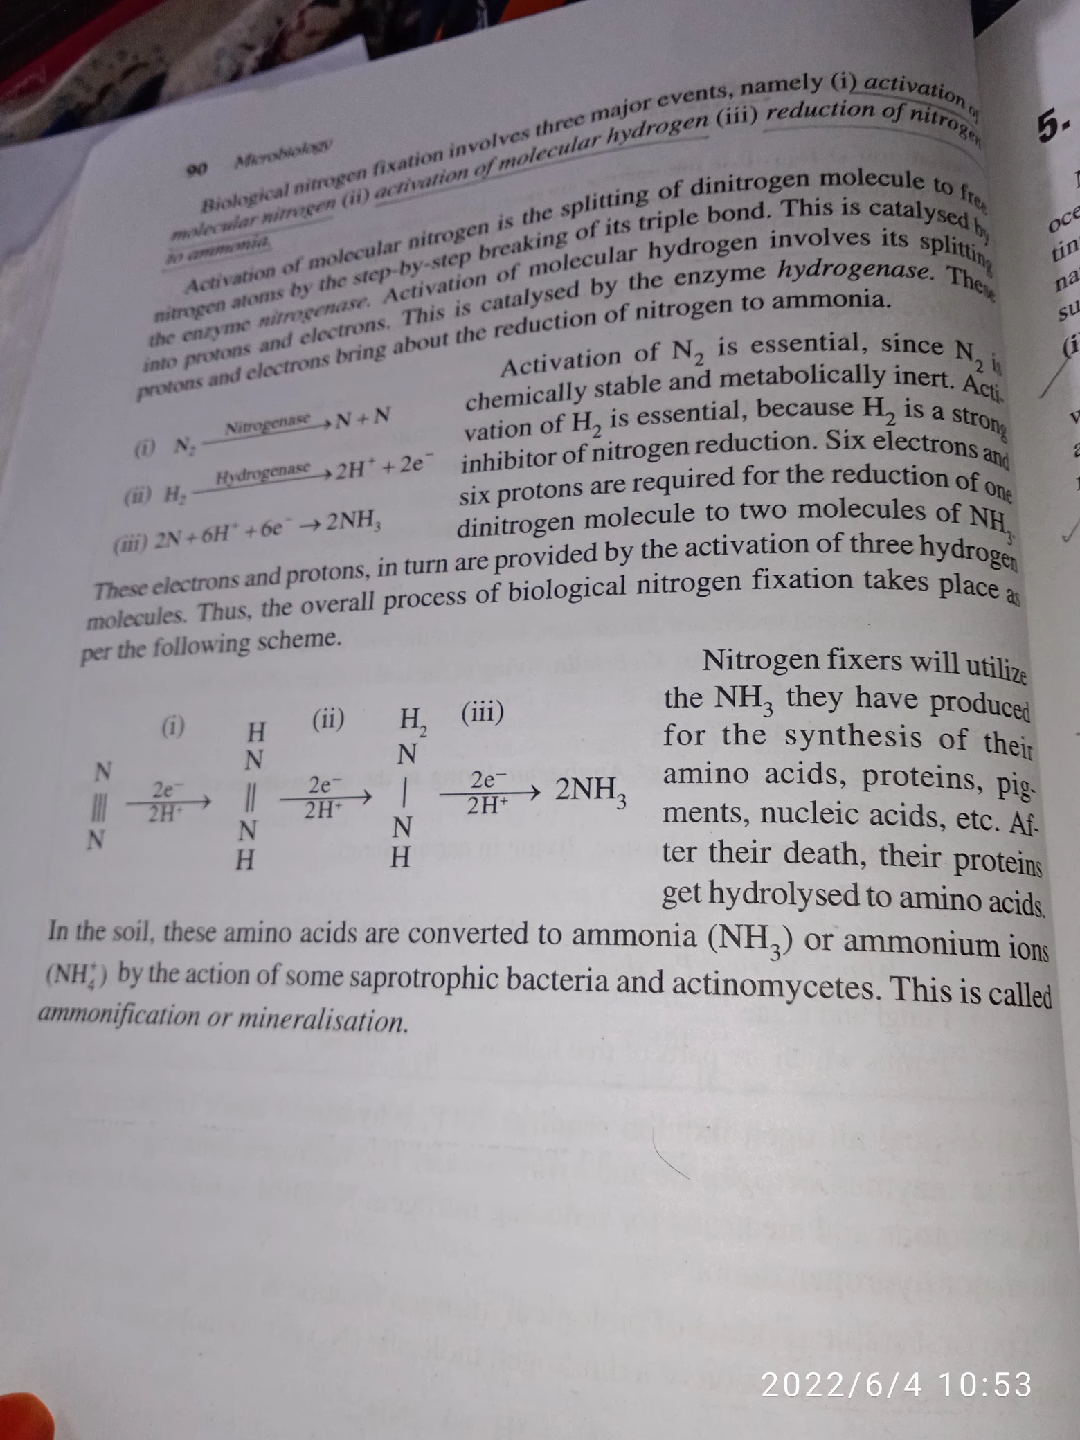 90 Microbiology
Biological nitrogen fixation involves three major events, namely (i) activation of
molecular nitrogen (ii) activation of molecular hydrogen (iii) reduction of nitrogen
to ammonia.
Activation of molecular nitrogen is the splitting of dinitrogen molecule to free
nitrogen atoms by the step-by-step breaking of its triple bond. This is catalysed by
the enzyme nitrogenase. Activation of molecular hydrogen involves its splitting
into protons and electrons. This is catalysed by the enzyme hydrogenase. These
protons and electrons bring about the reduction of nitrogen to ammonia.
Activation of N₂ is essential, since N₂ is
chemically stable and metabolically inert. Acti-
vation of H₂ is essential, because H₂ is a strong
inhibitor of nitrogen reduction. Six electrons and
six protons are required for the reduction of one
dinitrogen molecule to two molecules of NH₃.
(i) N₂ Nitrogenase → N + N
(ii) H₂ Hydrogenase → 2H⁺ + 2e⁻
(iii) 2N + 6H⁺ + 6e⁻ → 2NH₃
These electrons and protons, in turn are provided by the activation of three hydrogen
molecules. Thus, the overall process of biological nitrogen fixation takes place as
per the following scheme.
(i) H (ii) H₂ (iii)
N N N
||| 2e⁻ → || 2e⁻ → | 2e⁻ → 2NH₃
2H⁺ 2H⁺ 2H⁺
N N N
H H
Nitrogen fixers will utilize
the NH₃ they have produced
for the synthesis of their
amino acids, proteins, pig-
ments, nucleic acids, etc. Af-
ter their death, their proteins
get hydrolysed to amino acids.
In the soil, these amino acids are converted to ammonia (NH₃) or ammonium ions
(NH₄⁺) by the action of some saprotrophic bacteria and actinomycetes. This is called
ammonification or mineralisation.
5.
(i
2022/6/4 10:53